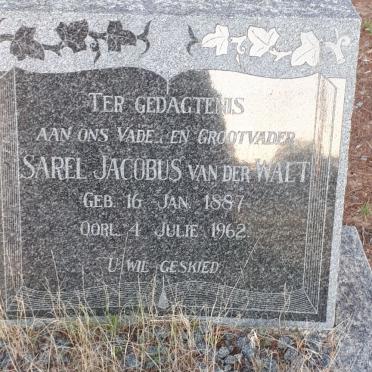 TER GEDAGTENIS
AAN ONS VADER EN GROOTVADER
SAREL JACOBUS VAN DER WALT
GEB. 16 JAN. 1887
OORL. 4 JULIE 1962
U WIL GESKIED